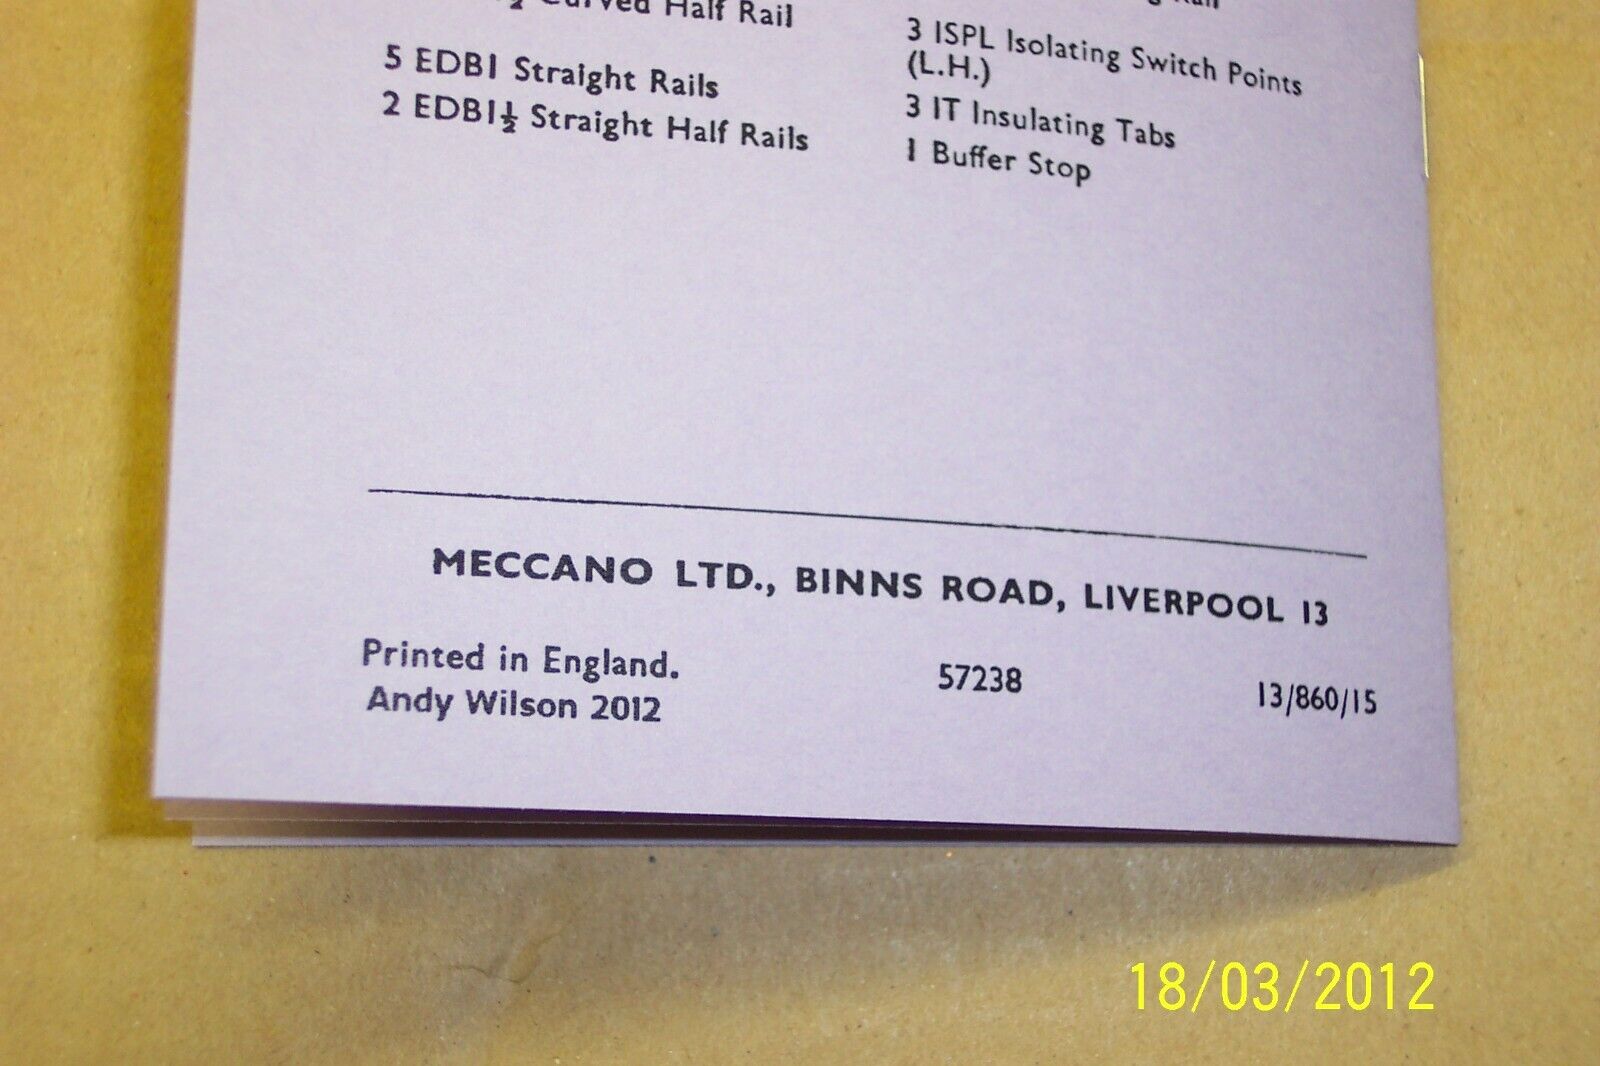 ½ Curved Half Rail
5 EDB1 Straight Rails
2 EDB1½ Straight Half Rails
3 ISPL Isolating Switch Points
(L.H.)
3 IT Insulating Tabs
1 Buffer Stop
MECCANO LTD., BINNS ROAD, LIVERPOOL 13
Printed in England.
57238
13/860/15
Andy Wilson 2012
18/03/2012